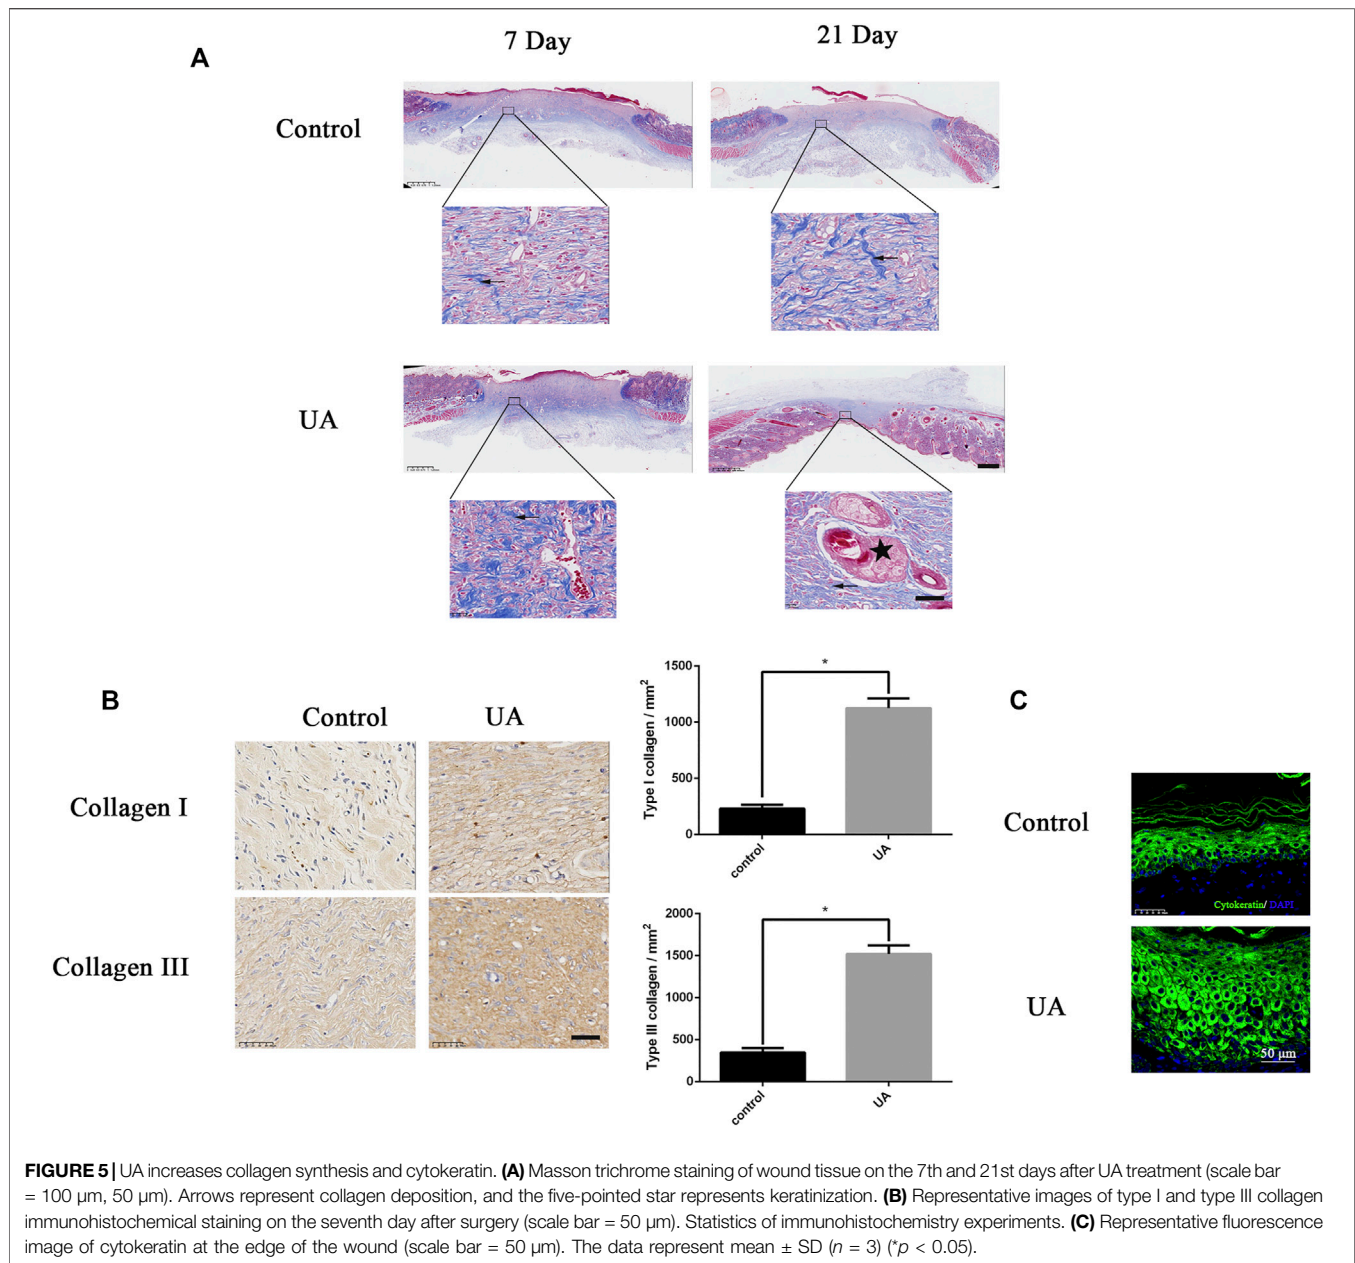 7 Day
21 Day
A
Control
UA
B
Control
UA
Collagen I
Collagen III
Type I collagen / mm²
1500
1000
500
0
control
UA
*
Type III collagen / mm²
2000
1500
1000
500
0
control
UA
*
C
Control
Cytokeratin/ DAPI
UA
50 μm
FIGURE 5 | UA increases collagen synthesis and cytokeratin. (A) Masson trichrome staining of wound tissue on the 7th and 21st days after UA treatment (scale bar
= 100 μm, 50 μm). Arrows represent collagen deposition, and the five-pointed star represents keratinization. (B) Representative images of type I and type III collagen
immunohistochemical staining on the seventh day after surgery (scale bar = 50 μm). Statistics of immunohistochemistry experiments. (C) Representative fluorescence
image of cytokeratin at the edge of the wound (scale bar = 50 μm). The data represent mean ± SD (n = 3) (*p < 0.05).